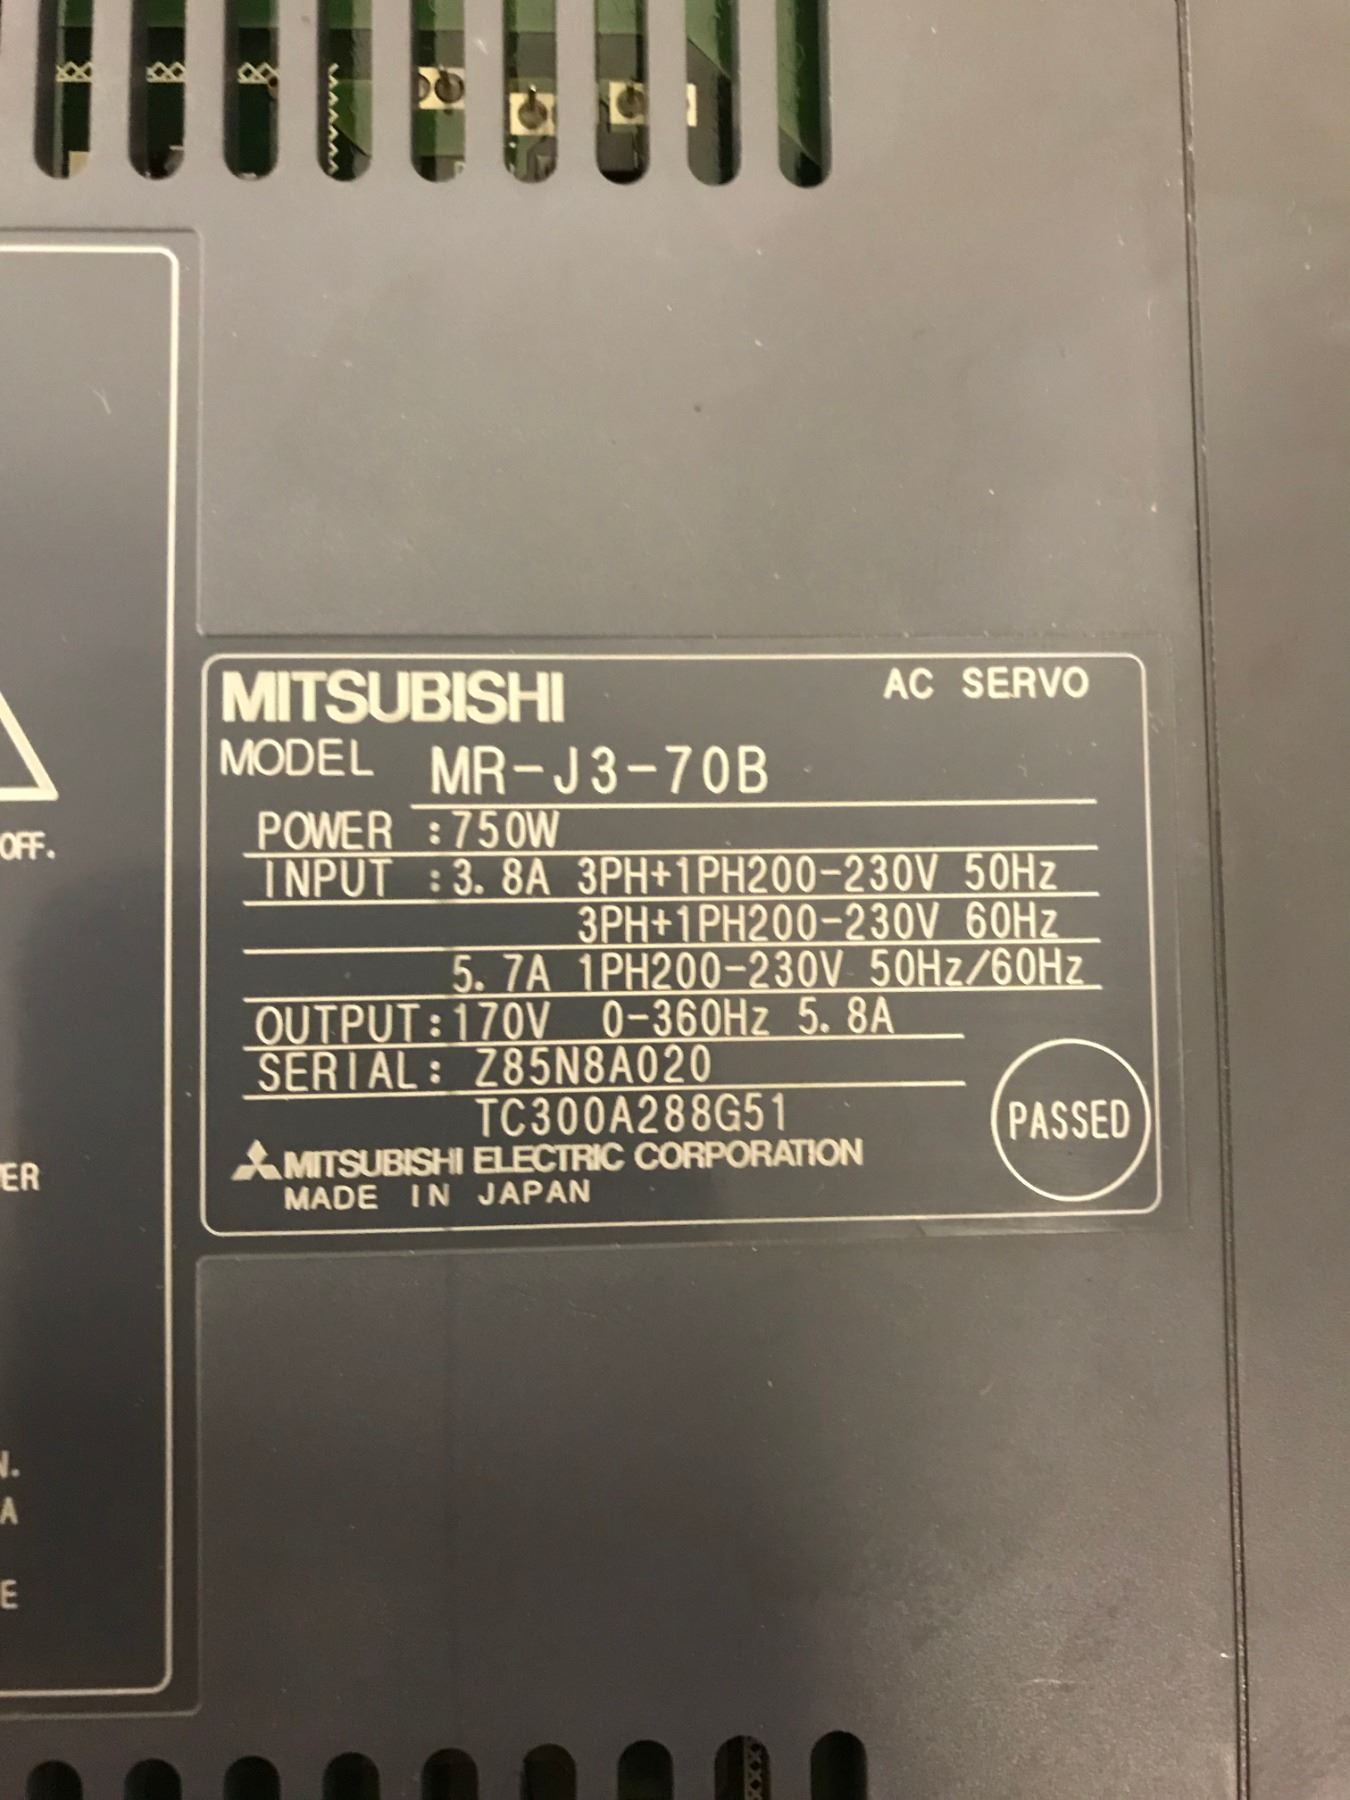 MITSUBISHI AC SERVO
MODEL MR-J3-70B
POWER :750W
INPUT :3.8A 3PH+1PH200-230V 50Hz
3PH+1PH200-230V 60Hz
5.7A 1PH200-230V 50Hz/60Hz
OUTPUT:170V 0-360Hz 5.8A
SERIAL: Z85N8A020
TC300A288G51
PASSED
MITSUBISHI ELECTRIC CORPORATION
MADE IN JAPAN
OFF.